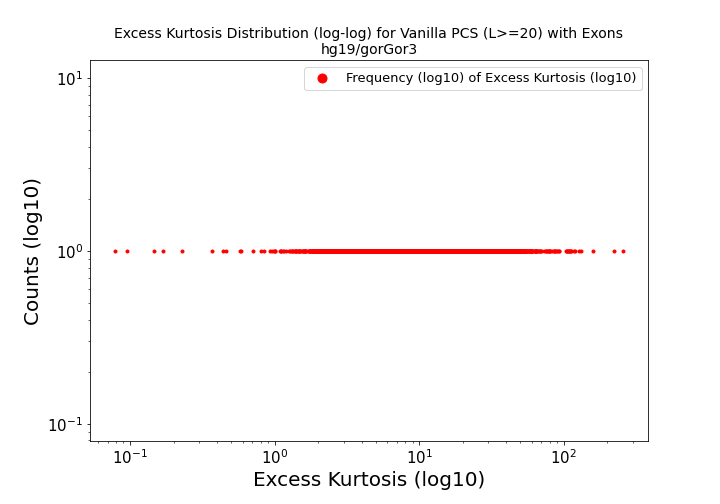 Excess Kurtosis Distribution (log-log) for Vanilla PCS (L>=20) with Exons
hg19/gorGor3
Frequency (log10) of Excess Kurtosis (log10)
Counts (log10)
10¹
10⁰
10⁻¹
10⁻¹ 10⁰ 10¹ 10²
Excess Kurtosis (log10)